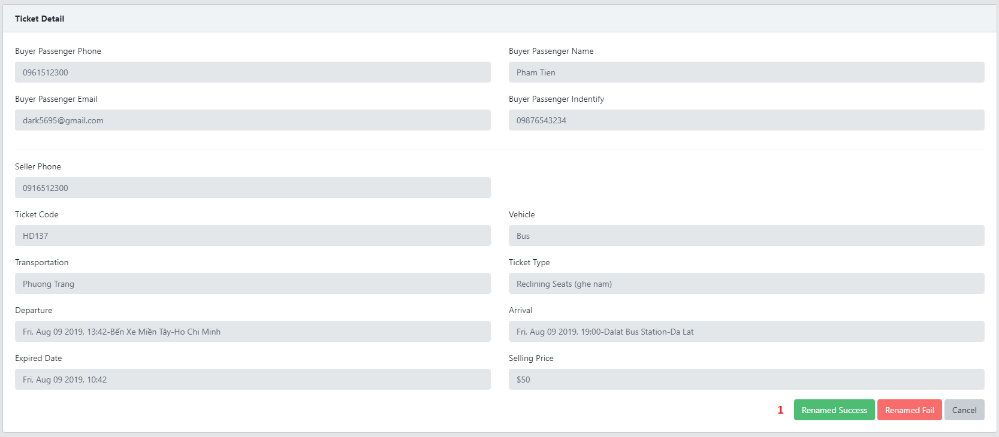 Ticket Detail
Buyer Passenger Phone
Buyer Passenger Name
0961512300
Pham Tien
Buyer Passenger Email
Buyer Passenger Indentify
dark5695@gmail.com
09876543234
Seller Phone
0916512300
Ticket Code
Vehicle
HD137
Bus
Transportation
Ticket Type
Phuong Trang
Reclining Seats (ghe nam)
Departure
Arrival
Fri, Aug 09 2019, 13:42-Bến Xe Miền Tây-Ho Chi Minh
Fri, Aug 09 2019, 19:00-Dalat Bus Station-Da Lat
Expired Date
Selling Price
Fri, Aug 09 2019, 10:42
$50
1 Renamed Success Renamed Fail Cancel